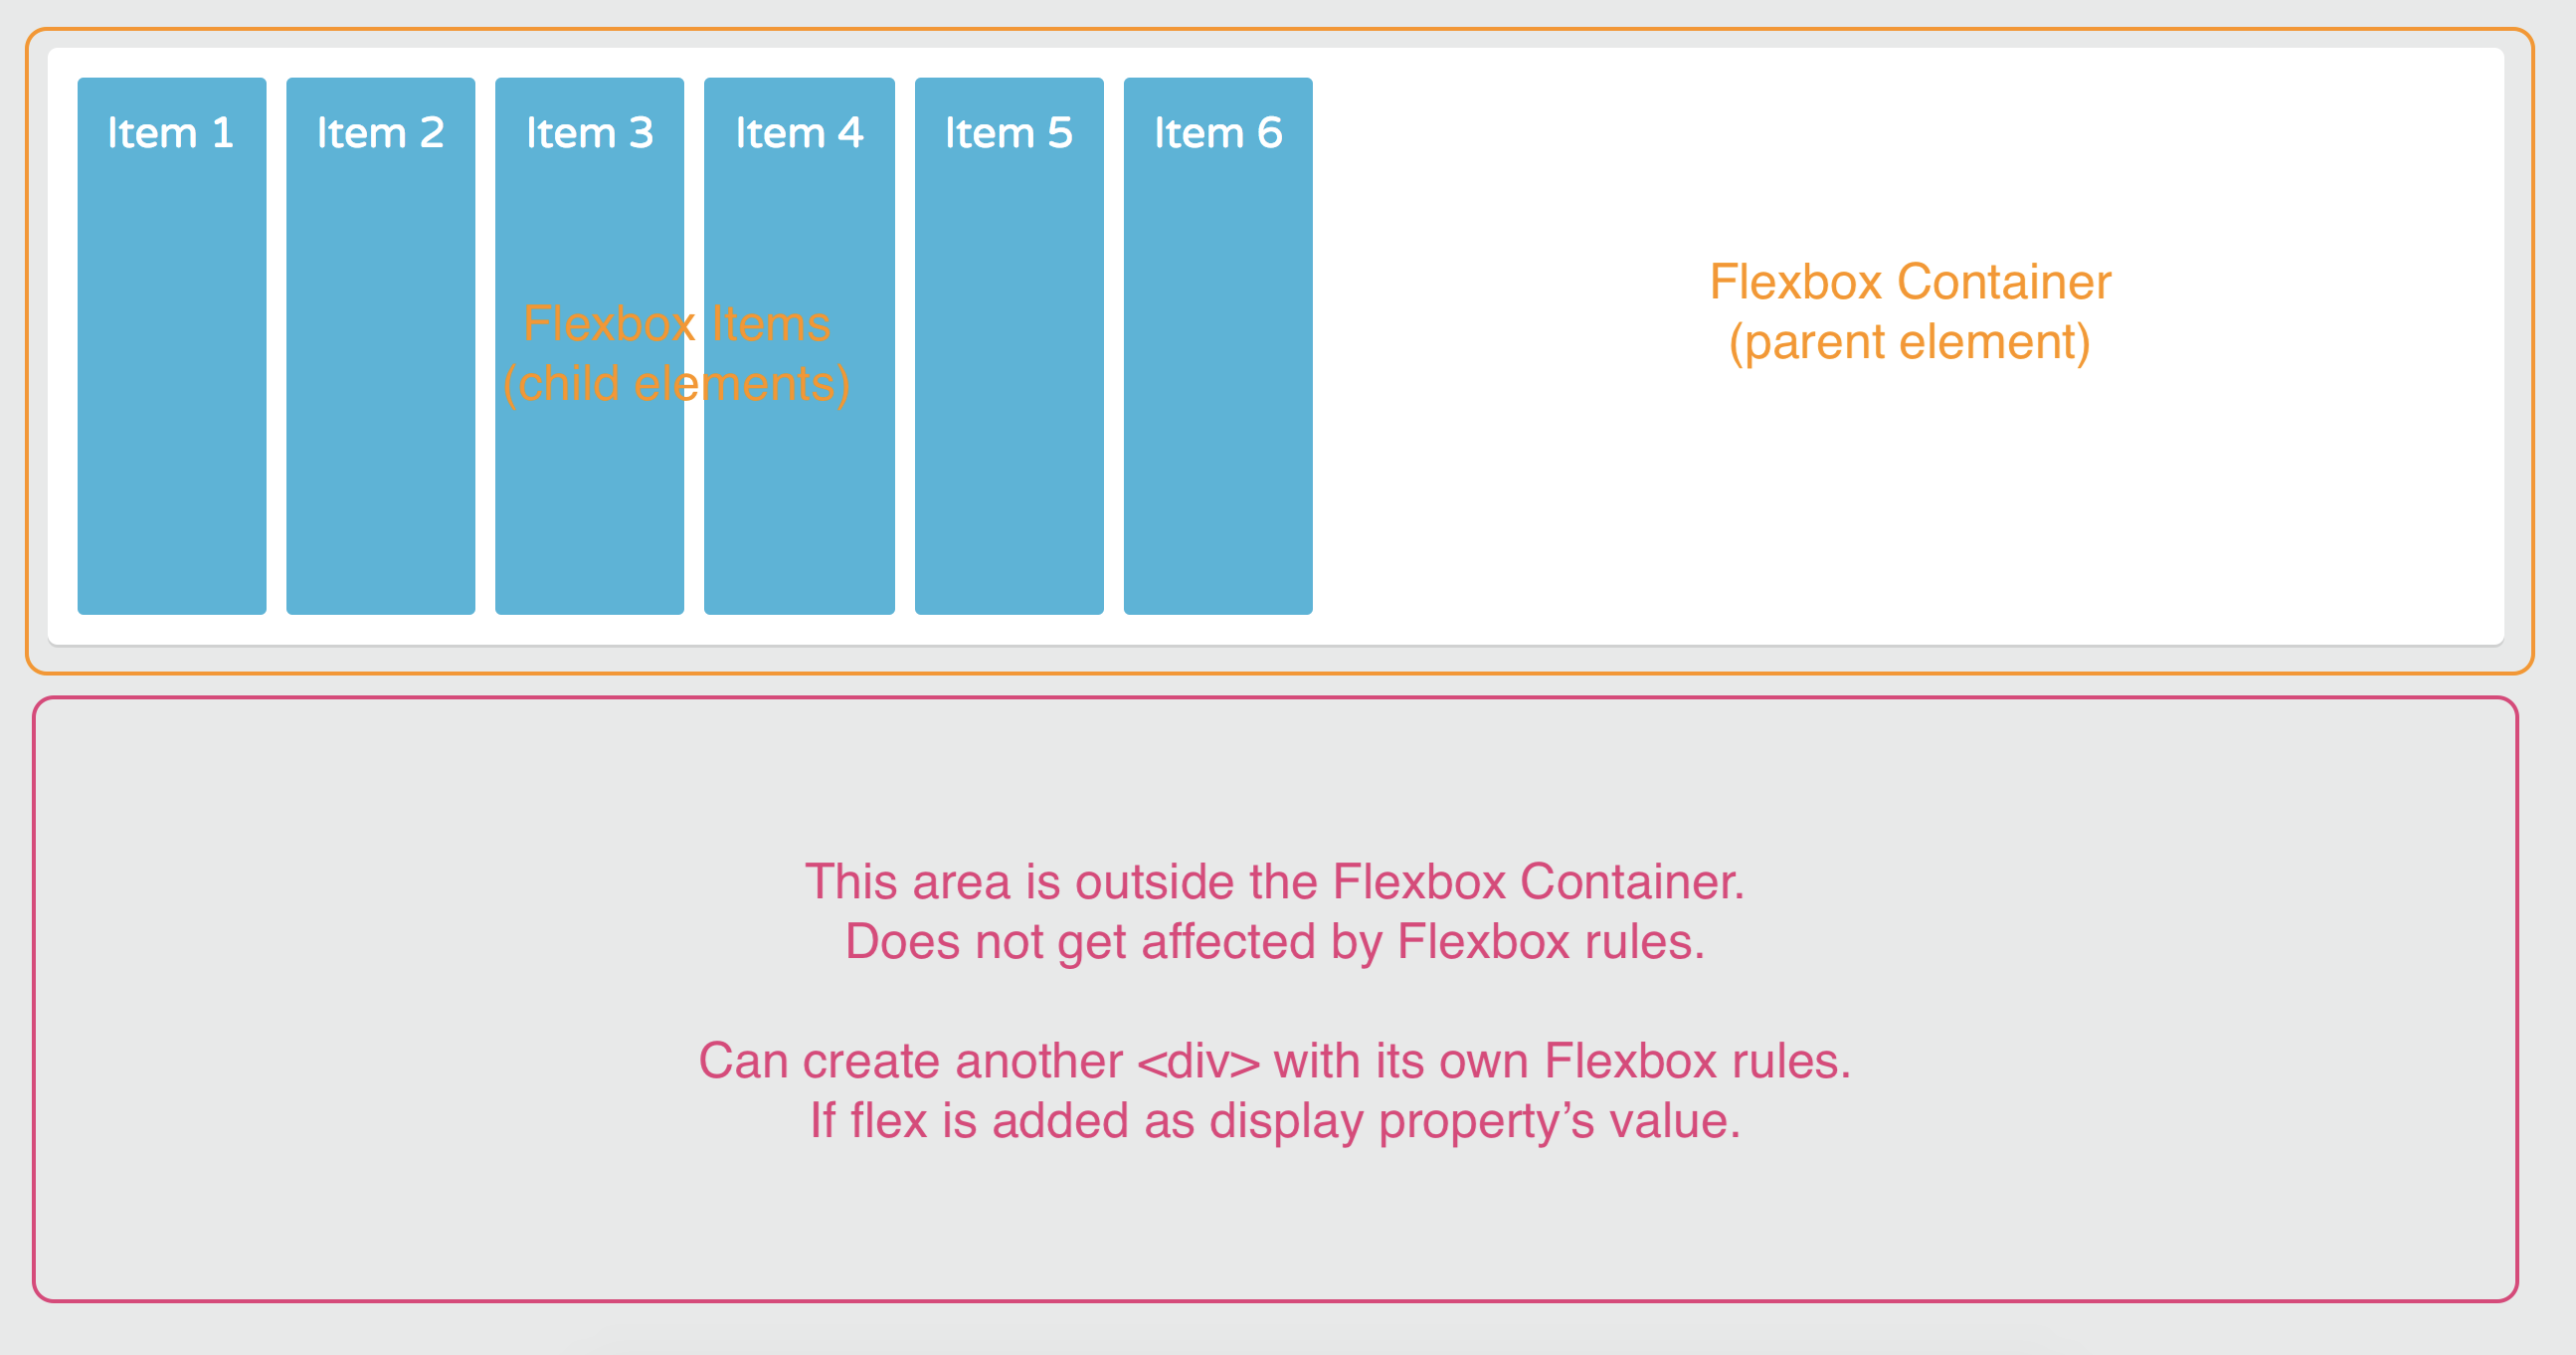 Item 1 Item 2 Item 3 Item 4 Item 5 Item 6
Flexbox Items
(child elements)
Flexbox Container
(parent element)
This area is outside the Flexbox Container.
Does not get affected by Flexbox rules.
Can create another <div> with its own Flexbox rules.
If flex is added as display property’s value.